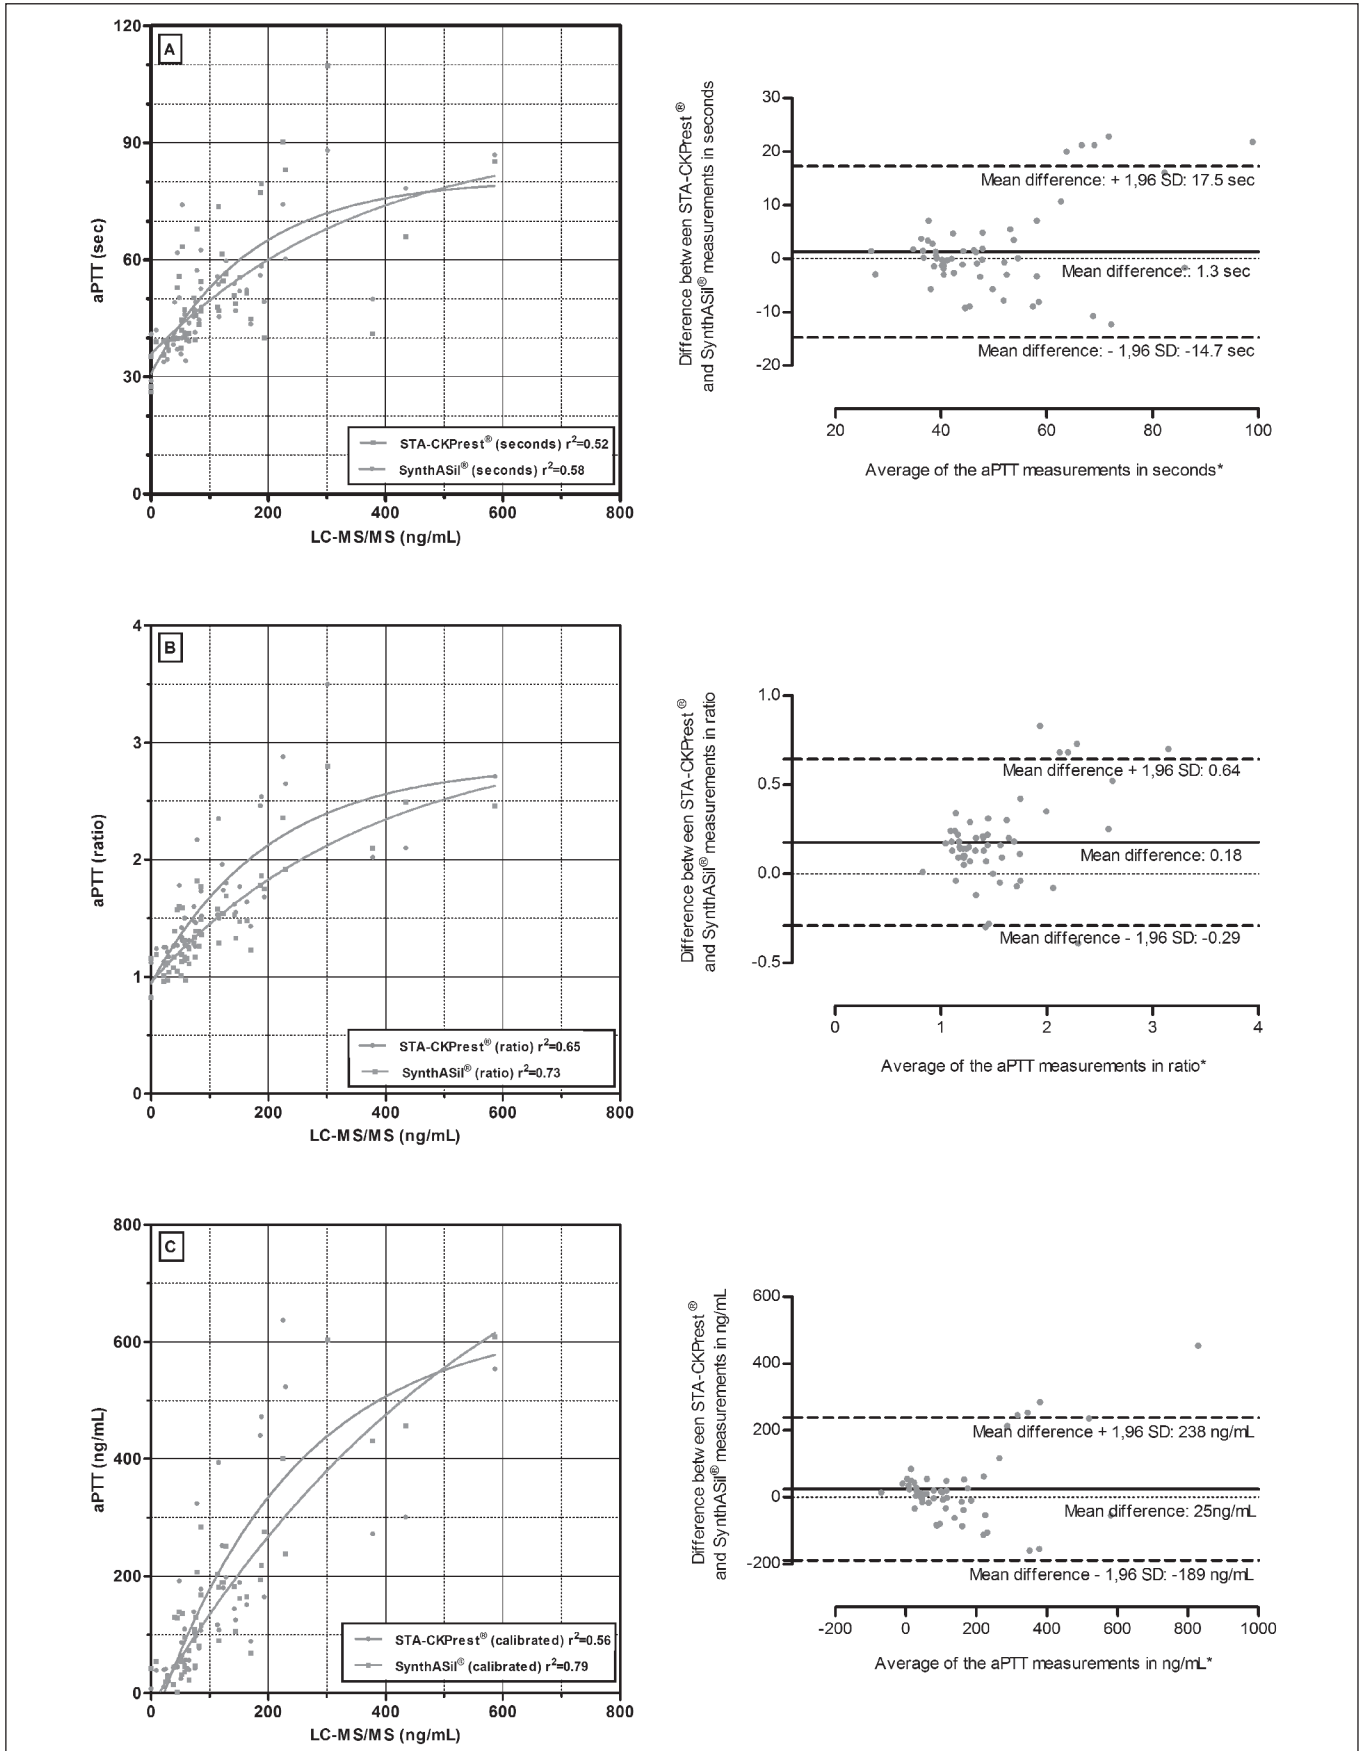 A
120
90
60
30
0
aPTT (sec)
STA-CKPrest® (seconds) r²=0.52
SynthASil® (seconds) r²=0.58
0 200 400 600 800
LC-MS/MS (ng/mL)
Difference between STA-CKPrest®
and SynthASil® measurements in seconds
30
20
10
0
-10
-20
Mean difference: + 1,96 SD: 17.5 sec
Mean difference: 1.3 sec
Mean difference: - 1,96 SD: -14.7 sec
20 40 60 80 100
Average of the aPTT measurements in seconds*
B
4
3
2
1
0
aPTT (ratio)
STA-CKPrest® (ratio) r²=0.65
SynthASil® (ratio) r²=0.73
0 200 400 600 800
LC-MS/MS (ng/mL)
Difference between STA-CKPrest®
and SynthASil® measurements in ratio
1.0
0.5
0.0
-0.5
Mean difference + 1,96 SD: 0.64
Mean difference: 0.18
Mean difference - 1,96 SD: -0.29
0 1 2 3 4
Average of the aPTT measurements in ratio*
C
800
600
400
200
0
aPTT (ng/mL)
STA-CKPrest® (calibrated) r²=0.56
SynthASil® (calibrated) r²=0.79
0 200 400 600 800
LC-MS/MS (ng/mL)
Difference between STA-CKPrest®
and SynthASil® measurements in ng/mL
600
400
200
0
-200
Mean difference + 1,96 SD: 238 ng/mL
Mean difference: 25ng/mL
Mean difference - 1,96 SD: -189 ng/mL
-200 0 200 400 600 800 1000
Average of the aPTT measurements in ng/mL*